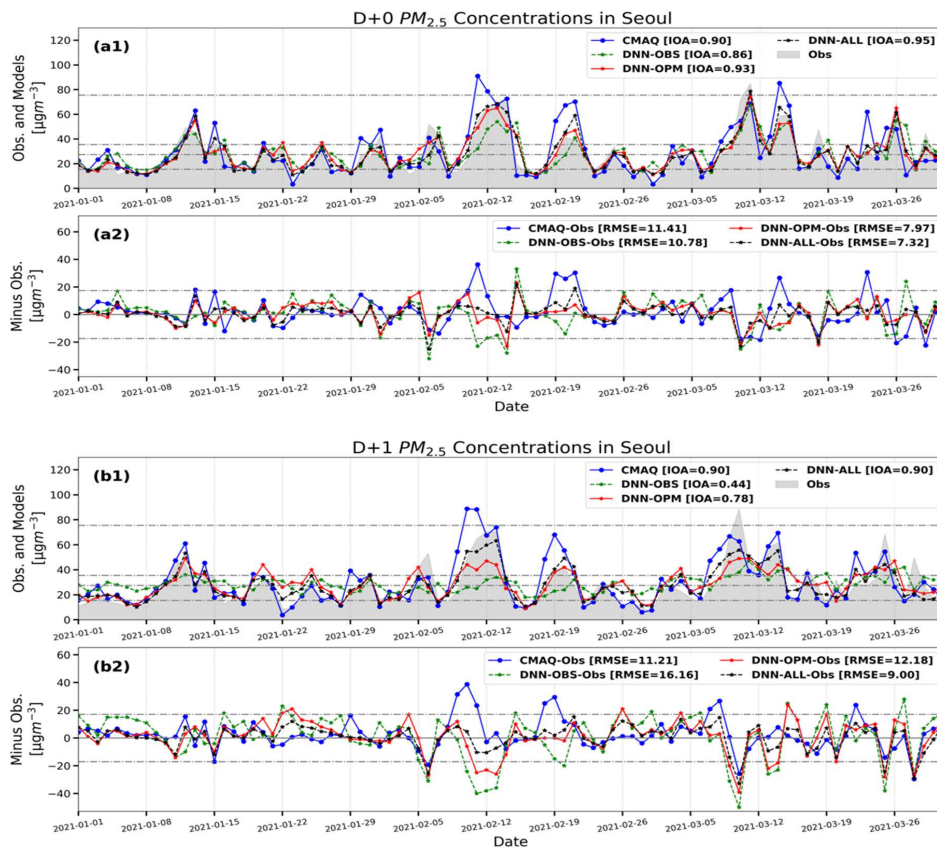 D+0 PM2.5 Concentrations in Seoul
(a1)
CMAQ [IOA=0.90]
DNN-OBS [IOA=0.86]
DNN-OPM [IOA=0.93]
DNN-ALL [IOA=0.95]
Obs
Obs. and Models
[μgm−3]
120
100
80
60
40
20
0
2021-01-01
2021-01-08
2021-01-15
2021-01-22
2021-01-29
2021-02-05
2021-02-12
2021-02-19
2021-02-26
2021-03-05
2021-03-12
2021-03-19
2021-03-26
(a2)
CMAQ-Obs [RMSE=11.41]
DNN-OBS-Obs [RMSE=10.78]
DNN-OPM-Obs [RMSE=7.97]
DNN-ALL-Obs [RMSE=7.32]
Minus Obs.
[μgm−3]
60
40
20
0
−20
−40
2021-01-01
2021-01-08
2021-01-15
2021-01-22
2021-01-29
2021-02-05
2021-02-12
2021-02-19
2021-02-26
2021-03-05
2021-03-12
2021-03-19
2021-03-26
Date
D+1 PM2.5 Concentrations in Seoul
(b1)
CMAQ [IOA=0.90]
DNN-OBS [IOA=0.44]
DNN-OPM [IOA=0.78]
DNN-ALL [IOA=0.90]
Obs
Obs. and Models
[μgm−3]
120
100
80
60
40
20
0
2021-01-01
2021-01-08
2021-01-15
2021-01-22
2021-01-29
2021-02-05
2021-02-12
2021-02-19
2021-02-26
2021-03-05
2021-03-12
2021-03-19
2021-03-26
(b2)
CMAQ-Obs [RMSE=11.21]
DNN-OBS-Obs [RMSE=16.16]
DNN-OPM-Obs [RMSE=12.18]
DNN-ALL-Obs [RMSE=9.00]
Minus Obs.
[μgm−3]
60
40
20
0
−20
−40
2021-01-01
2021-01-08
2021-01-15
2021-01-22
2021-01-29
2021-02-05
2021-02-12
2021-02-19
2021-02-26
2021-03-05
2021-03-12
2021-03-19
2021-03-26
Date